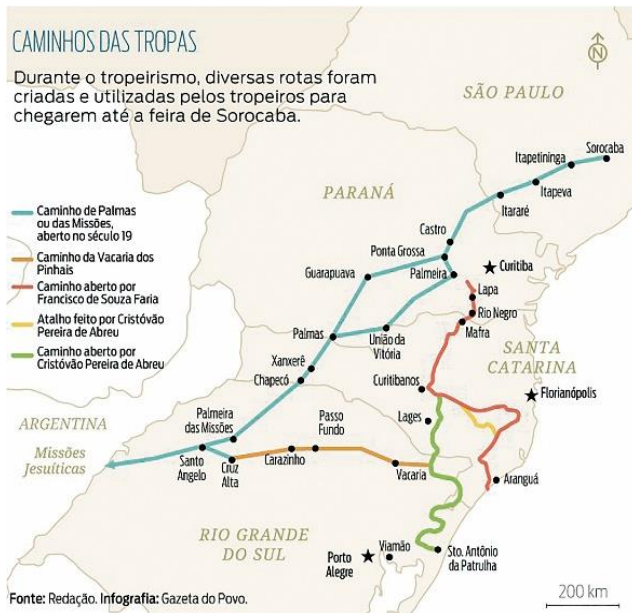 CAMINHOS DAS TROPAS
Durante o tropeirismo, diversas rotas foram
criadas e utilizadas pelos tropeiros para
chegarem até a feira de Sorocaba.
N
SÃO PAULO
Sorocaba
Itapetininga
Itapeva
Itararé
PARANÁ
Caminho de Palmas
ou das Missões,
aberto no século 19
Caminho da Vacaria dos
Pinhais
Caminho aberto por
Francisco de Souza Faria
Atalho feito por Cristóvão
Pereira de Abreu
Caminho aberto por
Cristóvão Pereira de Abreu
Castro
Ponta Grossa
Curitiba
Guarapuava
Palmeira
Lapa
Rio Negro
Mafra
Palmas
União da
Vitória
SANTA
CATARINA
Xanxerê
Chapecó
Curitibanos
Florianópolis
ARGENTINA
Missões
Jesuíticas
Palmeira
das Missões
Passo
Fundo
Lages
Santo
Angelo
Cruz
Alta
Carazinho
Vacaria
Aranguá
RIO GRANDE
DO SUL
Porto
Alegre
Viamão
Sto. Antônio
da Patrulha
Fonte: Redação. Infografia: Gazeta do Povo.
200 km